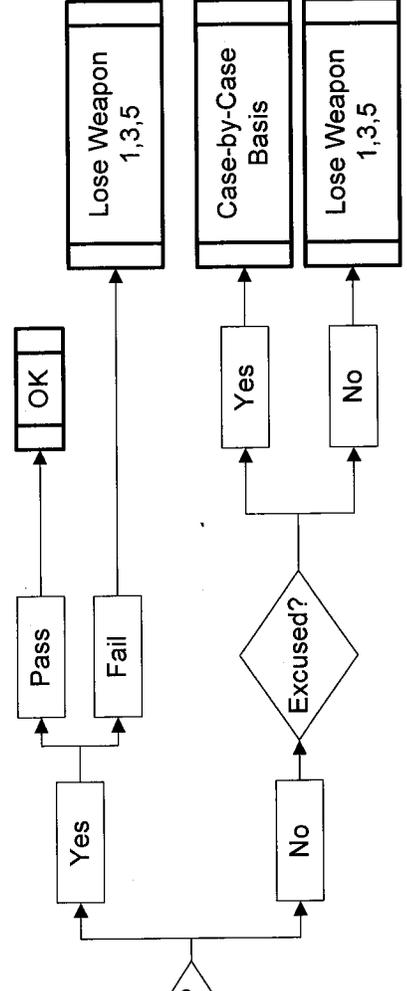 Yes
Pass
OK
Fail
Lose Weapon
1,3,5
No
Excused?
Yes
Case-by-Case
Basis
No
Lose Weapon
1,3,5